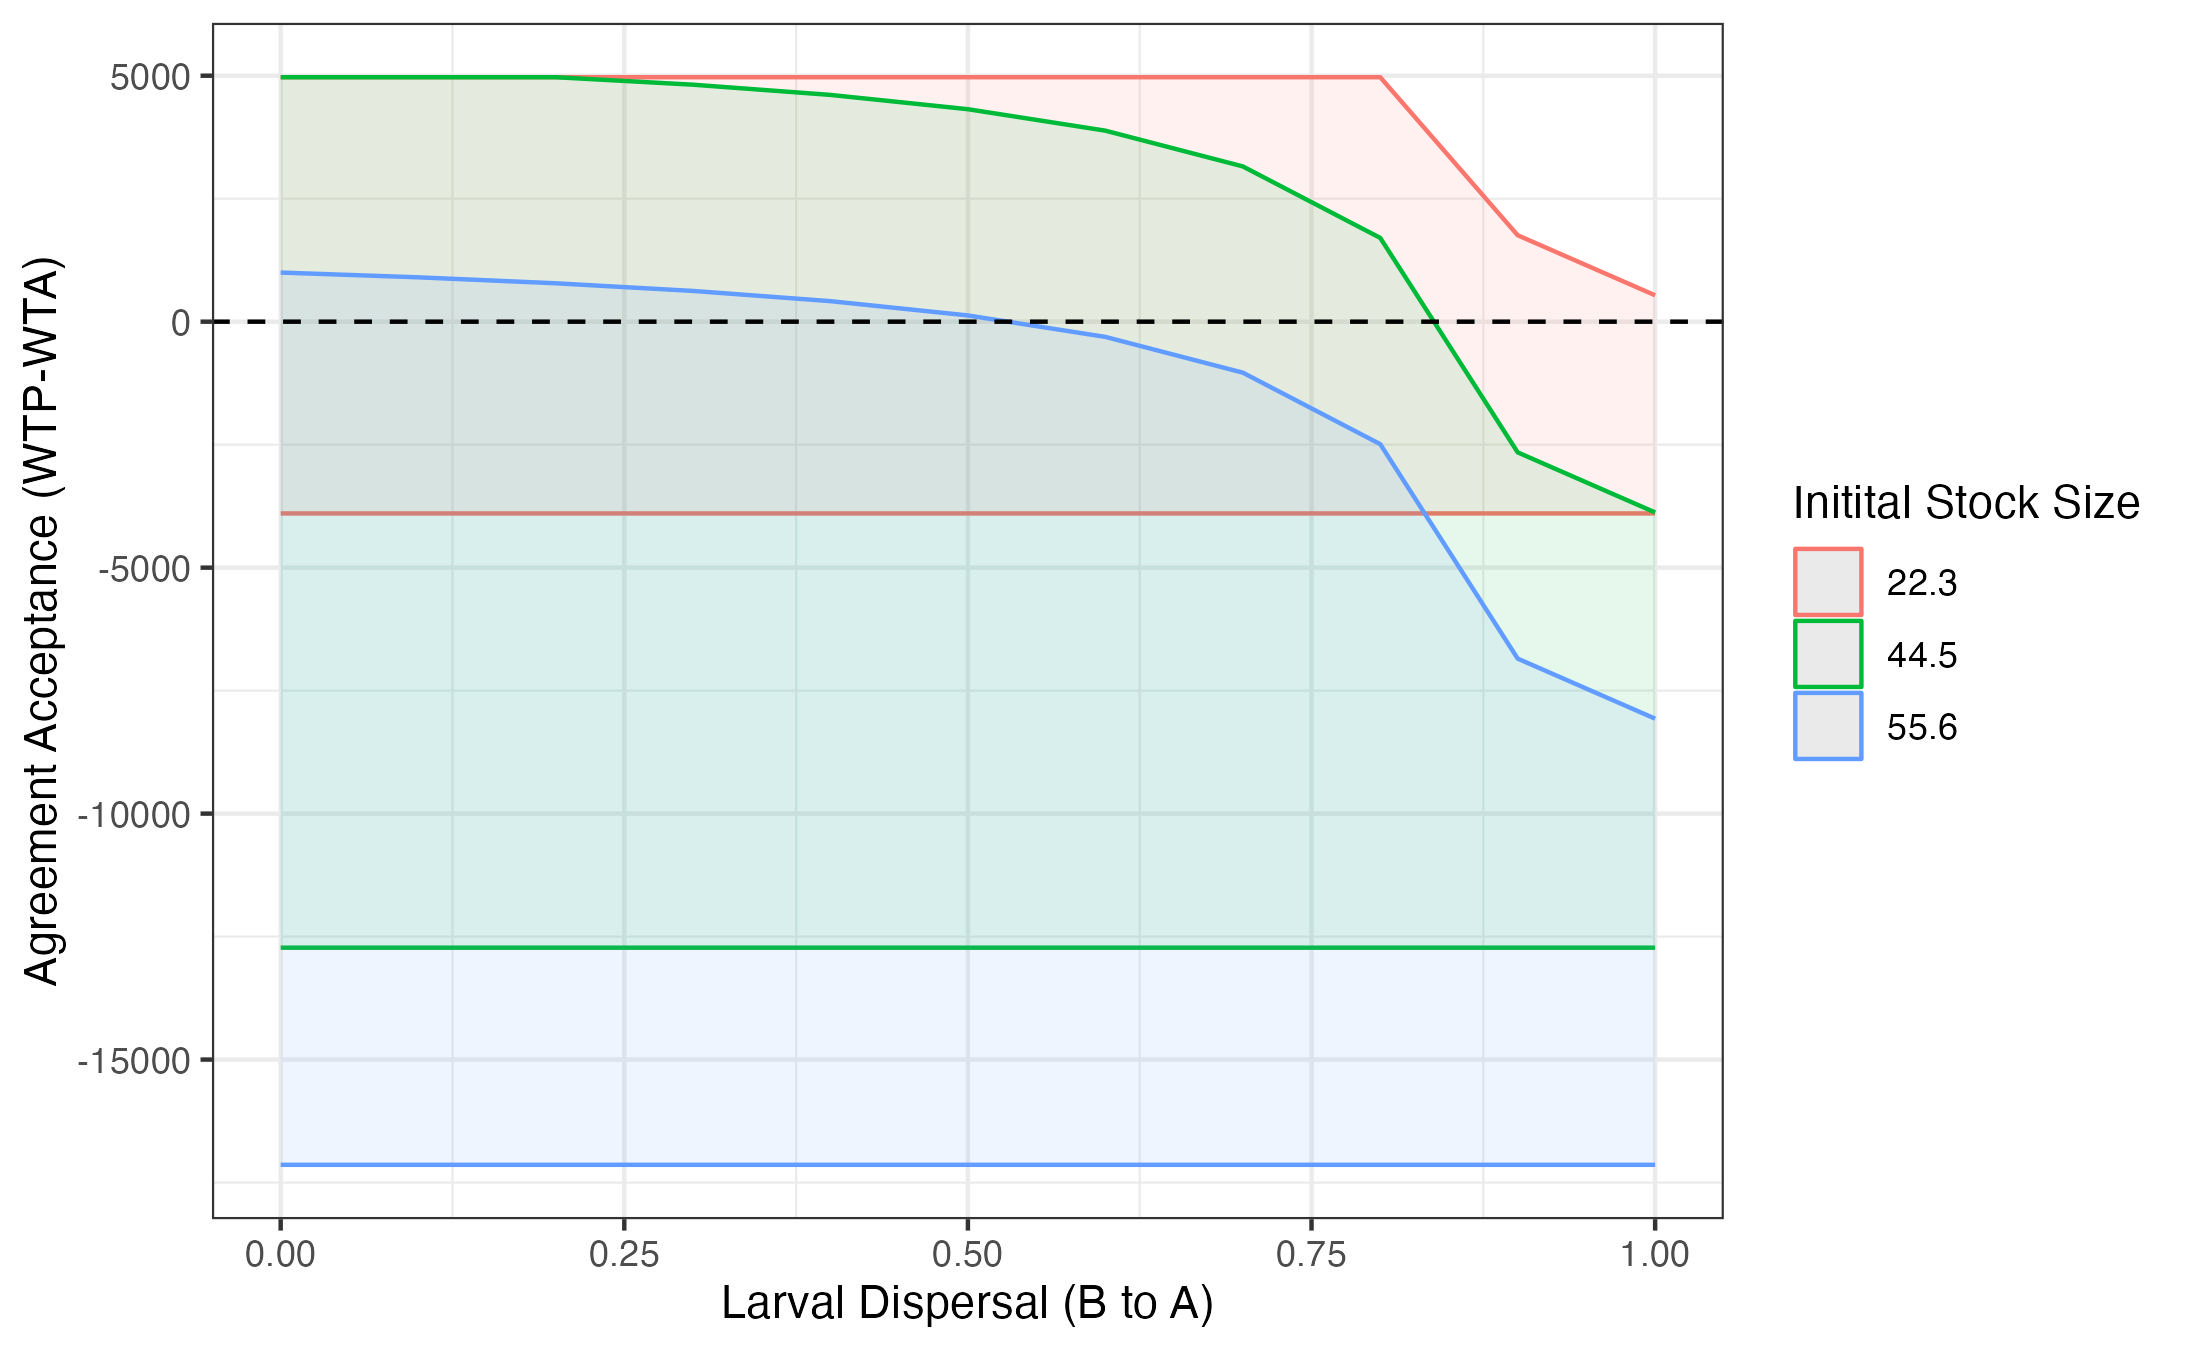 Agreement Acceptance (WTP-WTA)
5000
0
-5000
-10000
-15000
0.00 0.25 0.50 0.75 1.00
Larval Dispersal (B to A)
Initital Stock Size
22.3
44.5
55.6